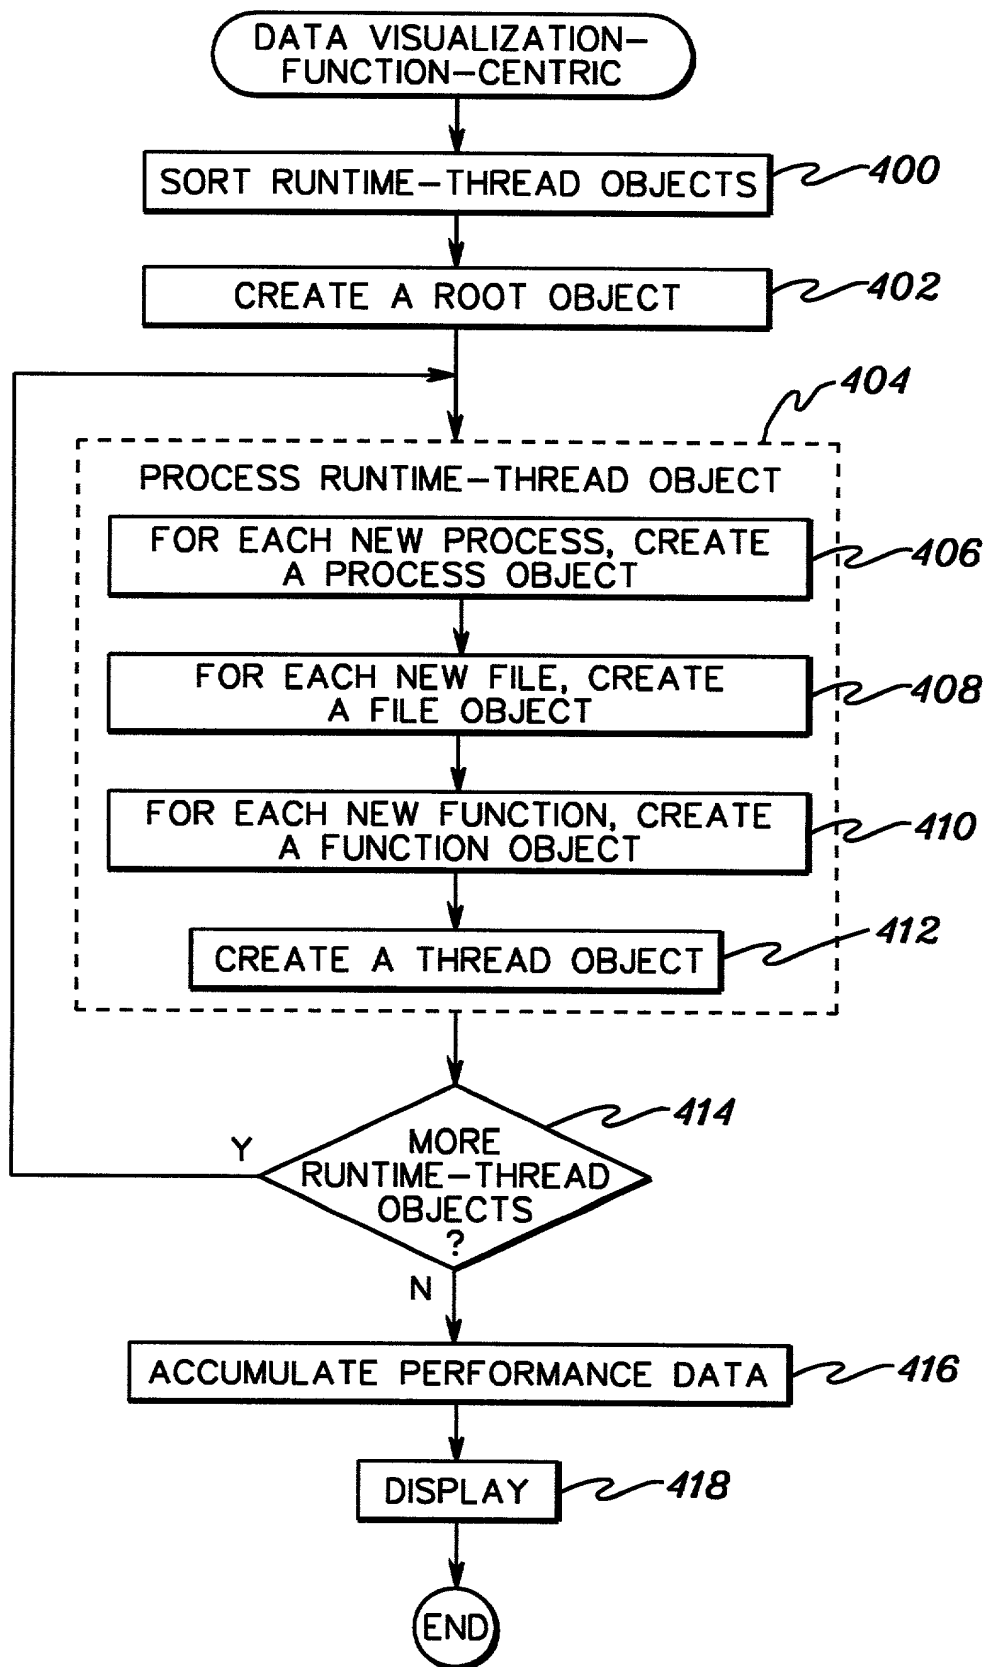 DATA VISUALIZATION-
FUNCTION-CENTRIC
SORT RUNTIME-THREAD OBJECTS
400
CREATE A ROOT OBJECT
402
404
PROCESS RUNTIME-THREAD OBJECT
FOR EACH NEW PROCESS, CREATE
A PROCESS OBJECT
406
FOR EACH NEW FILE, CREATE
A FILE OBJECT
408
FOR EACH NEW FUNCTION, CREATE
A FUNCTION OBJECT
410
CREATE A THREAD OBJECT
412
414
Y
MORE
RUNTIME-THREAD
OBJECTS
?
N
ACCUMULATE PERFORMANCE DATA
416
DISPLAY
418
END